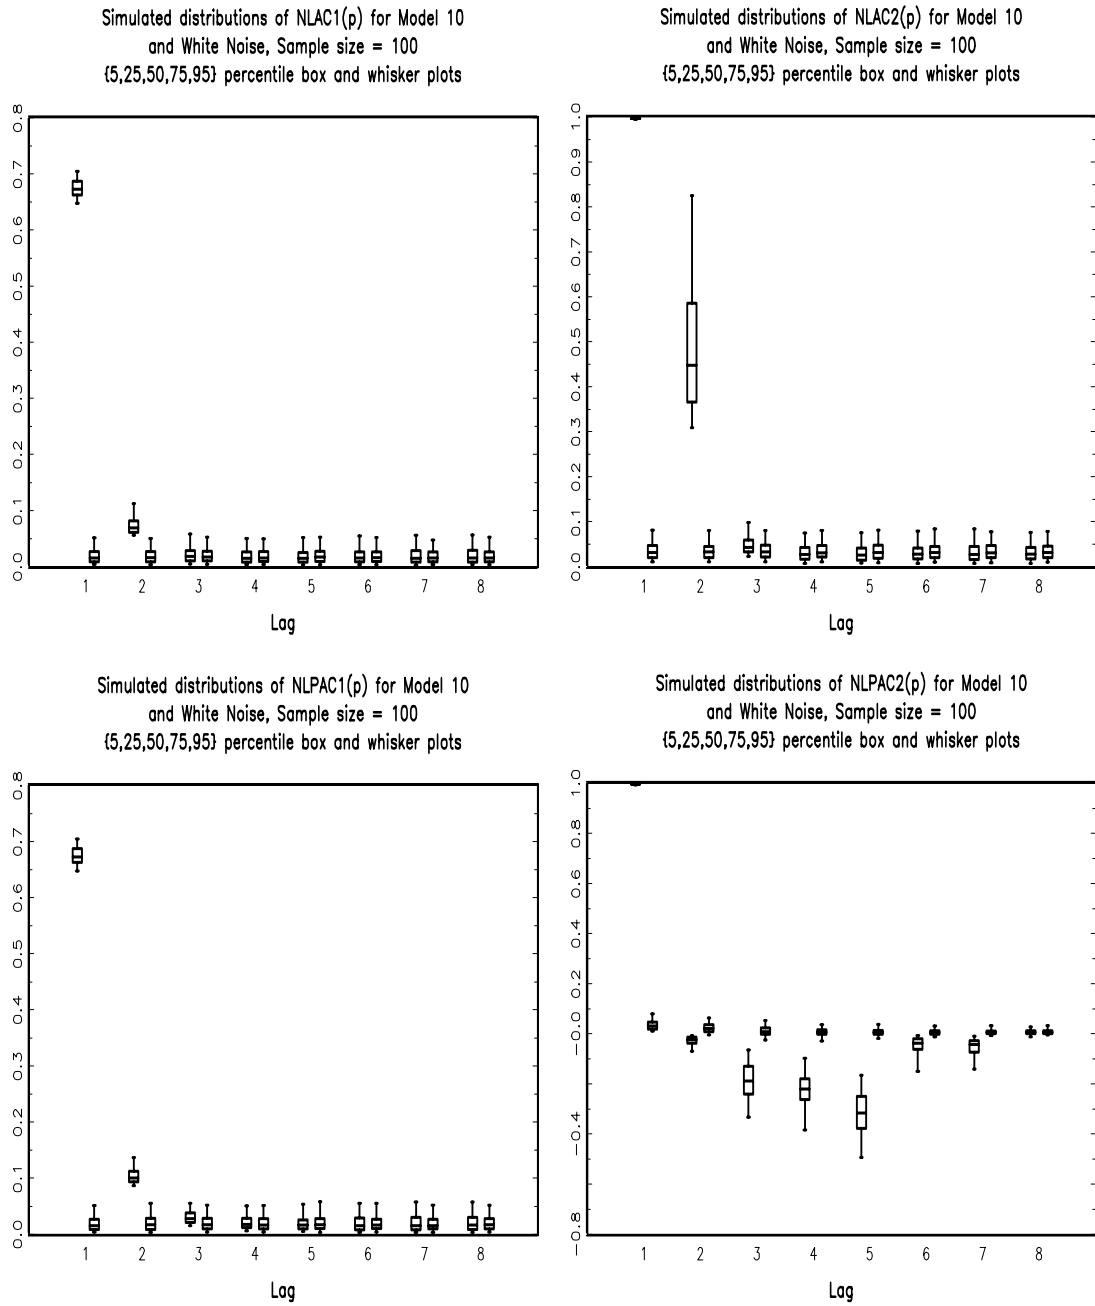 Simulated distributions of NLAC1(p) for Model 10
and White Noise, Sample size = 100
{5,25,50,75,95} percentile box and whisker plots
0.8
0.7
0.6
0.5
0.4
0.3
0.2
0.1
0.0
1 2 3 4 5 6 7 8
Lag
Simulated distributions of NLAC2(p) for Model 10
and White Noise, Sample size = 100
{5,25,50,75,95} percentile box and whisker plots
1.0
0.9
0.8
0.7
0.6
0.5
0.4
0.3
0.2
0.1
0.0
1 2 3 4 5 6 7 8
Lag
Simulated distributions of NLPAC1(p) for Model 10
and White Noise, Sample size = 100
{5,25,50,75,95} percentile box and whisker plots
0.8
0.7
0.6
0.5
0.4
0.3
0.2
0.1
0.0
1 2 3 4 5 6 7 8
Lag
Simulated distributions of NLPAC2(p) for Model 10
and White Noise, Sample size = 100
{5,25,50,75,95} percentile box and whisker plots
1.0
0.8
0.6
0.4
0.2
-0.0
-0.4
-0.8
1 2 3 4 5 6 7 8
Lag